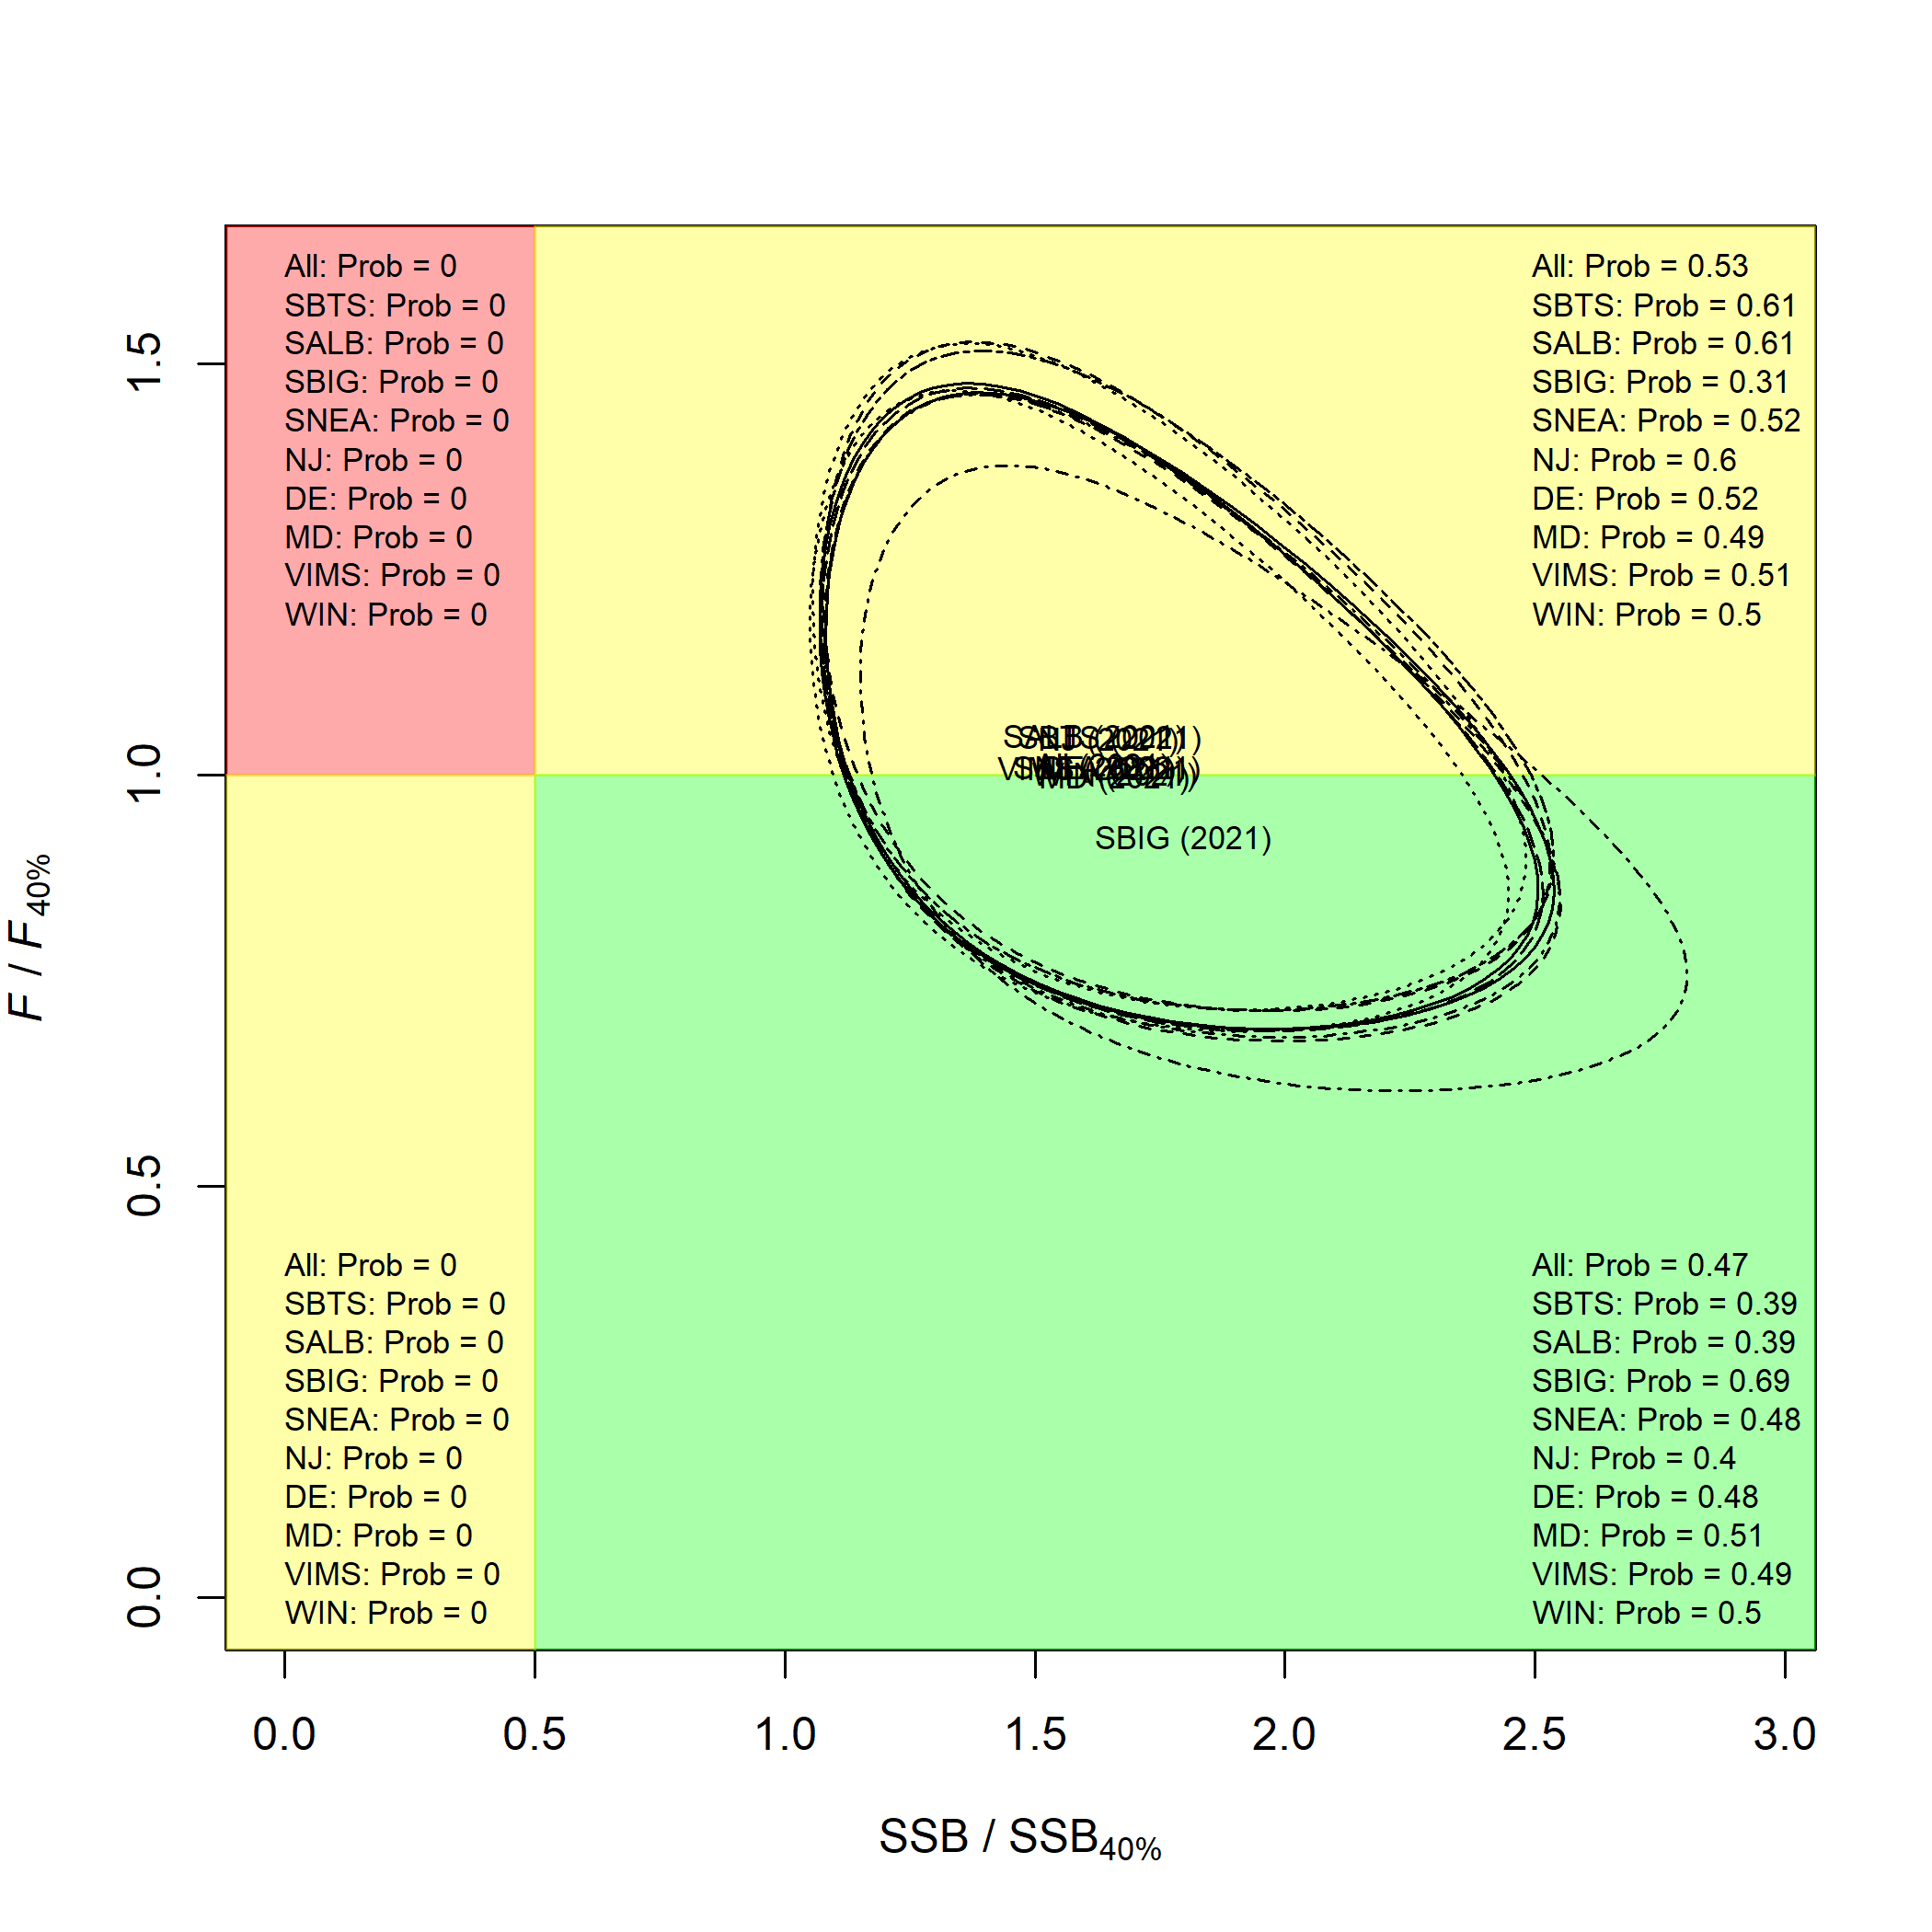 All: Prob = 0
SBTS: Prob = 0
SALB: Prob = 0
SBIG: Prob = 0
SNEA: Prob = 0
NJ: Prob = 0
DE: Prob = 0
MD: Prob = 0
VIMS: Prob = 0
WIN: Prob = 0
All: Prob = 0.53
SBTS: Prob = 0.61
SALB: Prob = 0.61
SBIG: Prob = 0.31
SNEA: Prob = 0.52
NJ: Prob = 0.6
DE: Prob = 0.52
MD: Prob = 0.49
VIMS: Prob = 0.51
WIN: Prob = 0.5
SBIG (2021)
All: Prob = 0
SBTS: Prob = 0
SALB: Prob = 0
SBIG: Prob = 0
SNEA: Prob = 0
NJ: Prob = 0
DE: Prob = 0
MD: Prob = 0
VIMS: Prob = 0
WIN: Prob = 0
All: Prob = 0.47
SBTS: Prob = 0.39
SALB: Prob = 0.39
SBIG: Prob = 0.69
SNEA: Prob = 0.48
NJ: Prob = 0.4
DE: Prob = 0.48
MD: Prob = 0.51
VIMS: Prob = 0.49
WIN: Prob = 0.5
1.5
1.0
0.5
0.0
F / F40%
0.0 0.5 1.0 1.5 2.0 2.5 3.0
SSB / SSB40%